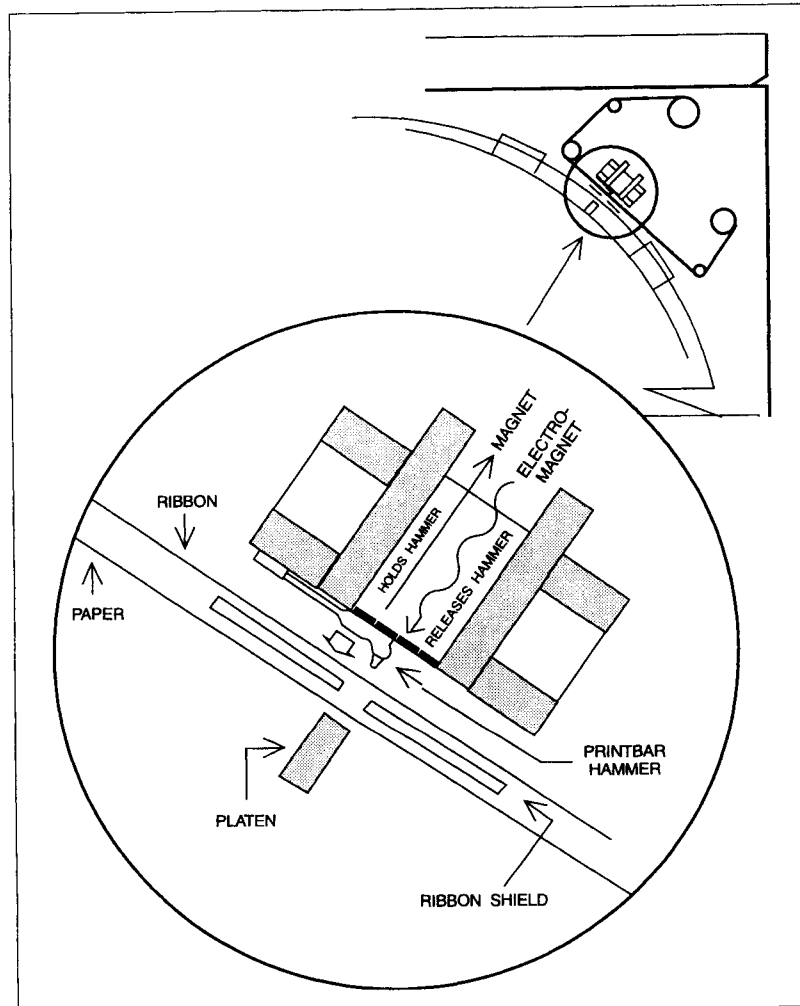 MAGNET
ELECTRO-
MAGNET
HOLDS HAMMER
RELEASES HAMMER
RIBBON
PAPER
PLATEN
PRINTBAR
HAMMER
RIBBON SHIELD